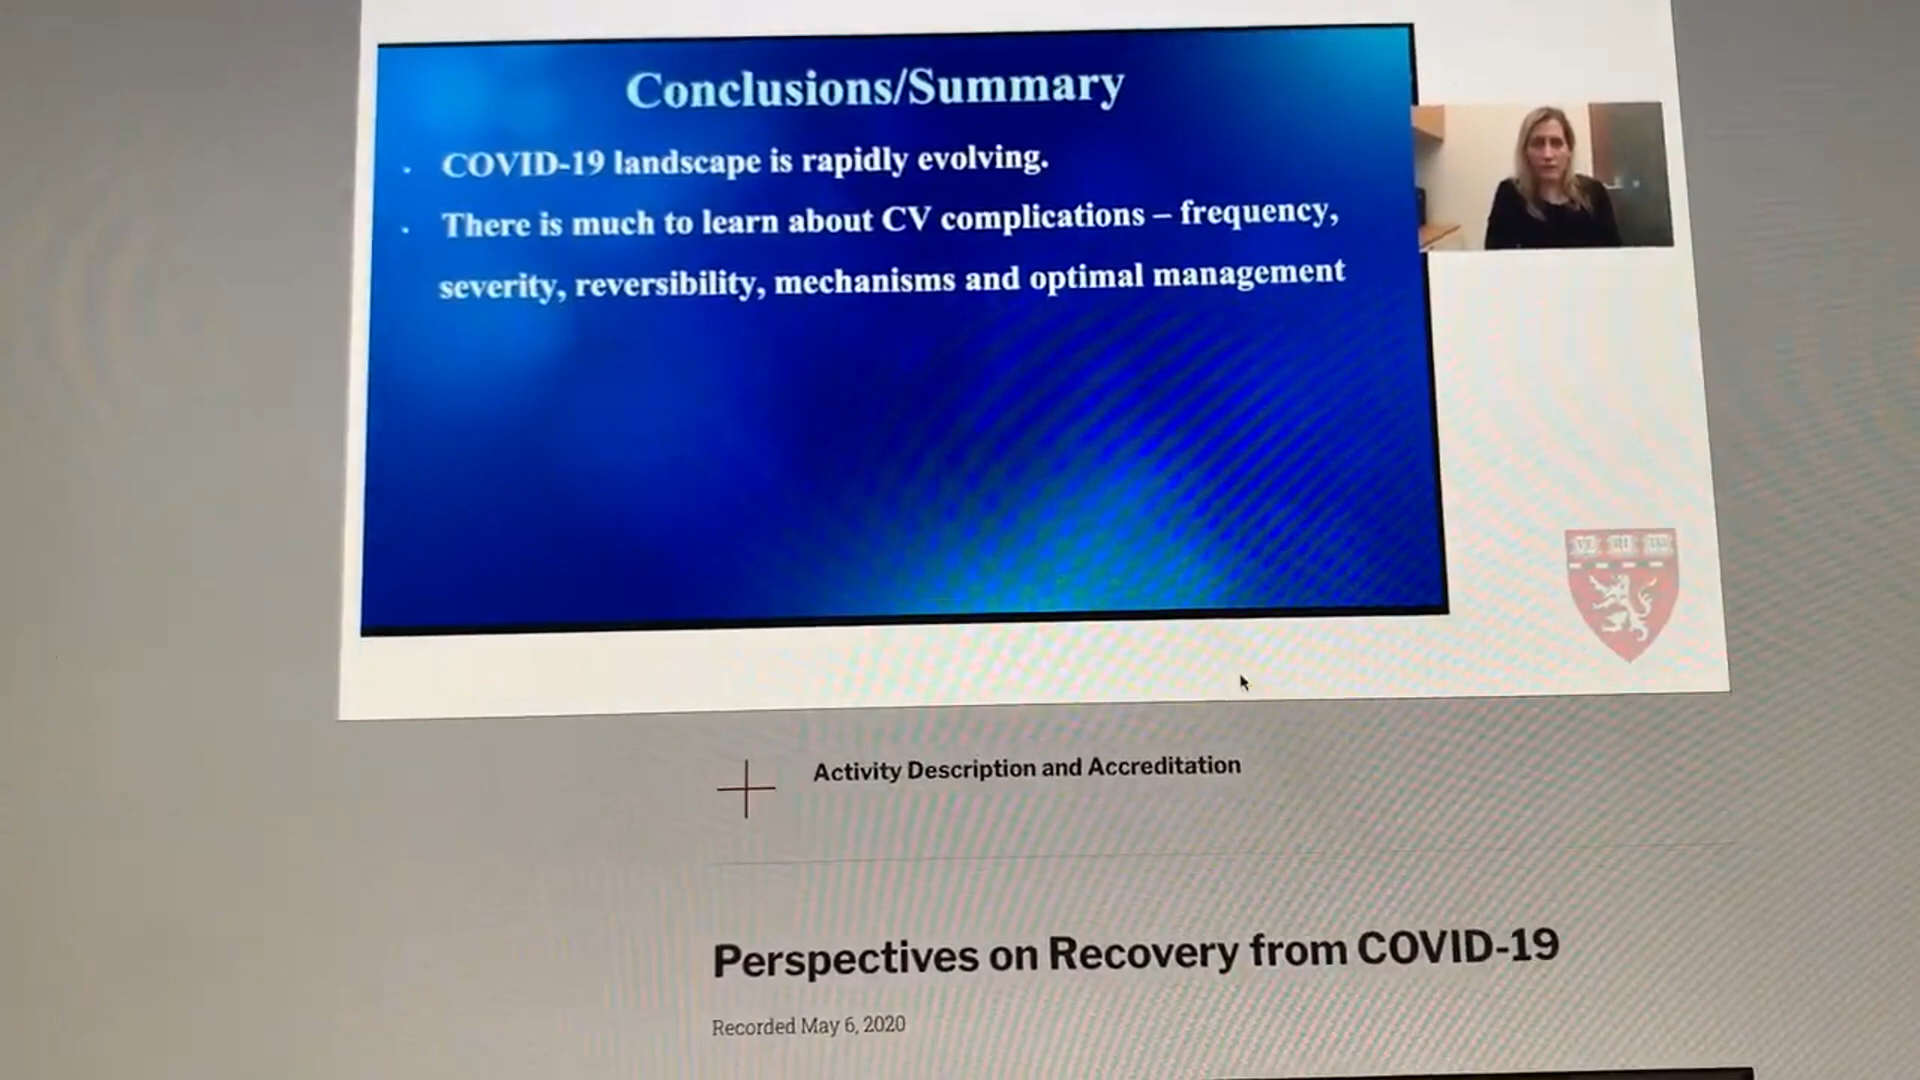 Conclusions/Summary
COVID-19 landscape is rapidly evolving.
There is much to learn about CV complications – frequency,
severity, reversibility, mechanisms and optimal management
Activity Description and Accreditation
Perspectives on Recovery from COVID-19
Recorded May 6, 2020